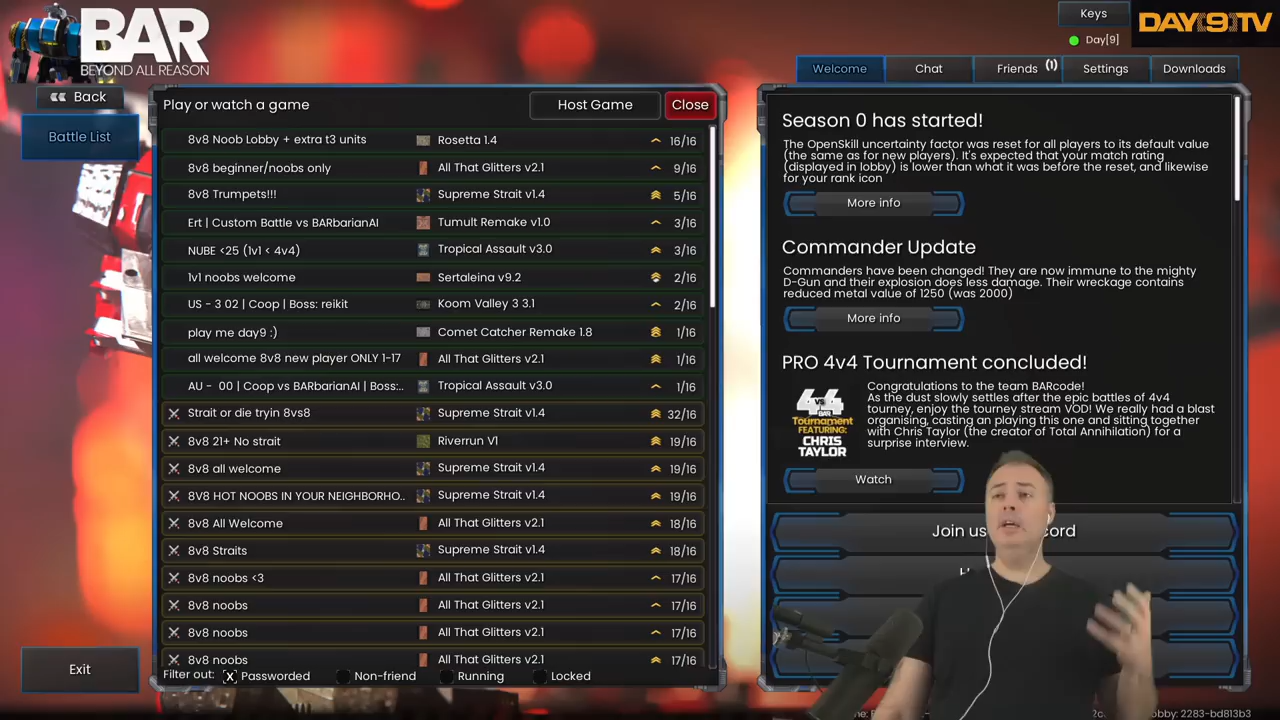 BAR
BEYOND ALL REASON
Keys
DAY[9]TV
Day[9]
Welcome
Chat
Friends (1)
Settings
Downloads
Back
Battle List
Exit
Play or watch a game
Host Game
Close
8v8 Noob Lobby + extra t3 units Rosetta 1.4 16/16
8v8 beginner/noobs only All That Glitters v2.1 9/16
8v8 Trumpets!!! Supreme Strait v1.4 5/16
Ert | Custom Battle vs BARbarianAI Tumult Remake v1.0 3/16
NUBE <25 (1v1 < 4v4) Tropical Assault v3.0 3/16
1v1 noobs welcome Sertaleina v9.2 2/16
US - 3 02 | Coop | Boss: reikit Koom Valley 3 3.1 2/16
play me day9 :) Comet Catcher Remake 1.8 1/16
all welcome 8v8 new player ONLY 1-17 All That Glitters v2.1 1/16
AU - 00 | Coop vs BARbarianAI | Boss:.. Tropical Assault v3.0 1/16
Strait or die tryin 8vs8 Supreme Strait v1.4 32/16
8v8 21+ No strait Riverrun V1 19/16
8v8 all welcome Supreme Strait v1.4 19/16
8V8 HOT NOOBS IN YOUR NEIGHBORHO.. Supreme Strait v1.4 19/16
8v8 All Welcome All That Glitters v2.1 18/16
8v8 Straits Supreme Strait v1.4 18/16
8v8 noobs <3 All That Glitters v2.1 17/16
8v8 noobs All That Glitters v2.1 17/16
8v8 noobs All That Glitters v2.1 17/16
8v8 noobs All That Glitters v2.1 17/16
Filter out: X Passworded Non-friend Running Locked
Season 0 has started!
The OpenSkill uncertainty factor was reset for all players to its default value
(the same as for new players). It's expected that your match rating
(displayed in lobby) is lower than what it was before the reset, and likewise
for your rank icon
More info
Commander Update
Commanders have been changed! They are now immune to the mighty
D-Gun and their explosion does less damage. Their wreckage contains
reduced metal value of 1250 (was 2000)
More info
PRO 4v4 Tournament concluded!
4 VS 4
BAR
Tournament
FEATURING:
CHRIS
TAYLOR
Congratulations to the team BARcode!
As the dust slowly settles after the epic battles of 4v4
tourney, enjoy the tourney stream VOD! We really had a blast
organising, casting an playing this one and sitting together
with Chris Taylor (the creator of Total Annihilation) for a
surprise interview.
Watch
Join us cord
2283-bd813b3